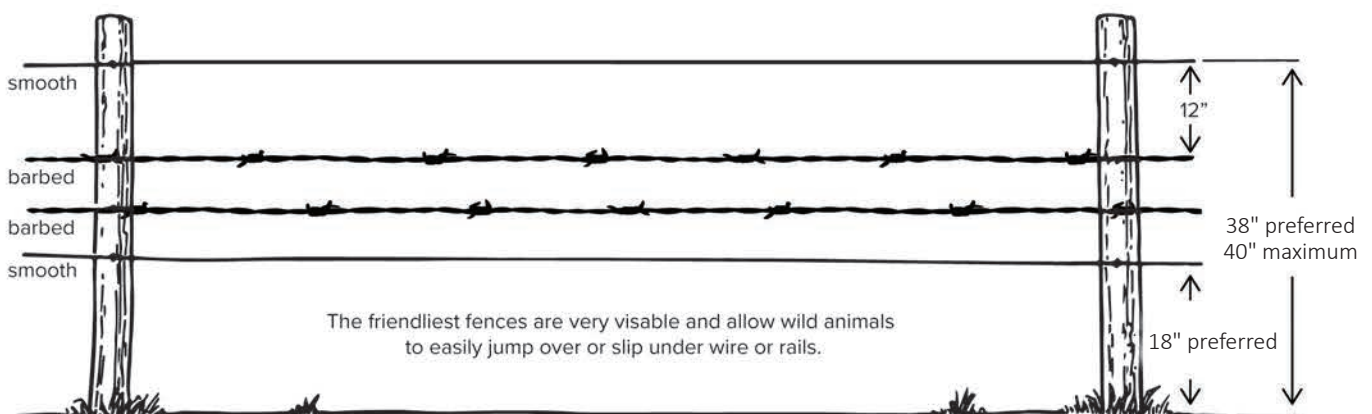 smooth
12”
barbed
barbed
38" preferred
40" maximum
smooth
The friendliest fences are very visable and allow wild animals
to easily jump over or slip under wire or rails.
18" preferred